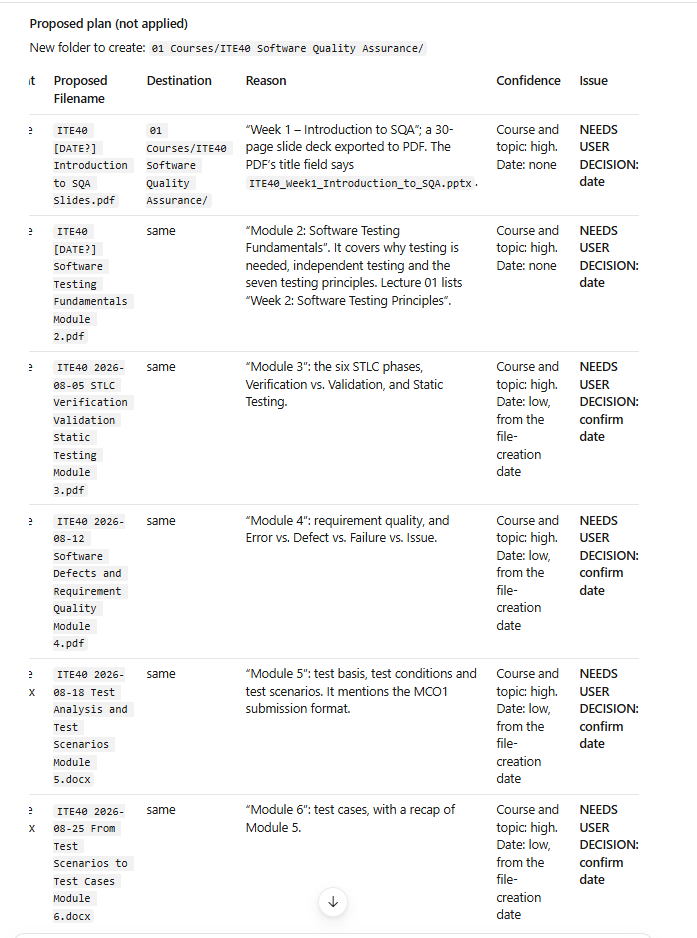 Proposed plan (not applied)
New folder to create: 01 Courses/ITE40 Software Quality Assurance/
t Proposed Filename Destination Reason Confidence Issue
e
ITE40
[DATE?]
Introduction
to SQA
Slides.pdf
01
Courses/ITE40
Software
Quality
Assurance/
“Week 1 – Introduction to SQA”; a 30-
page slide deck exported to PDF. The
PDF’s title field says
ITE40_Week1_Introduction_to_SQA.pptx.
Course and
topic: high.
Date: none
NEEDS
USER
DECISION:
date
e
ITE40
[DATE?]
Software
Testing
Fundamentals
Module
2.pdf
same
“Module 2: Software Testing
Fundamentals”. It covers why testing is
needed, independent testing and the
seven testing principles. Lecture 01 lists
“Week 2: Software Testing Principles”.
Course and
topic: high.
Date: none
NEEDS
USER
DECISION:
date
e
ITE40 2026-
08-05 STLC
Verification
Validation
Static
Testing
Module
3.pdf
same
“Module 3”: the six STLC phases,
Verification vs. Validation, and Static
Testing.
Course and
topic: high.
Date: low,
from the
file-
creation
date
NEEDS
USER
DECISION:
confirm
date
e
ITE40 2026-
08-12
Software
Defects and
Requirement
Quality
Module
4.pdf
same
“Module 4”: requirement quality, and
Error vs. Defect vs. Failure vs. Issue.
Course and
topic: high.
Date: low,
from the
file-
creation
date
NEEDS
USER
DECISION:
confirm
date
e
x
ITE40 2026-
08-18 Test
Analysis and
Test
Scenarios
Module
5.docx
same
“Module 5”: test basis, test conditions and
test scenarios. It mentions the MCO1
submission format.
Course and
topic: high.
Date: low,
from the
file-
creation
date
NEEDS
USER
DECISION:
confirm
date
e
x
ITE40 2026-
08-25 From
Test
Scenarios to
Test Cases
Module
6.docx
same
“Module 6”: test cases, with a recap of
Module 5.
Course and
topic: high.
Date: low,
from the
file-
creation
date
NEEDS
USER
DECISION:
confirm
date